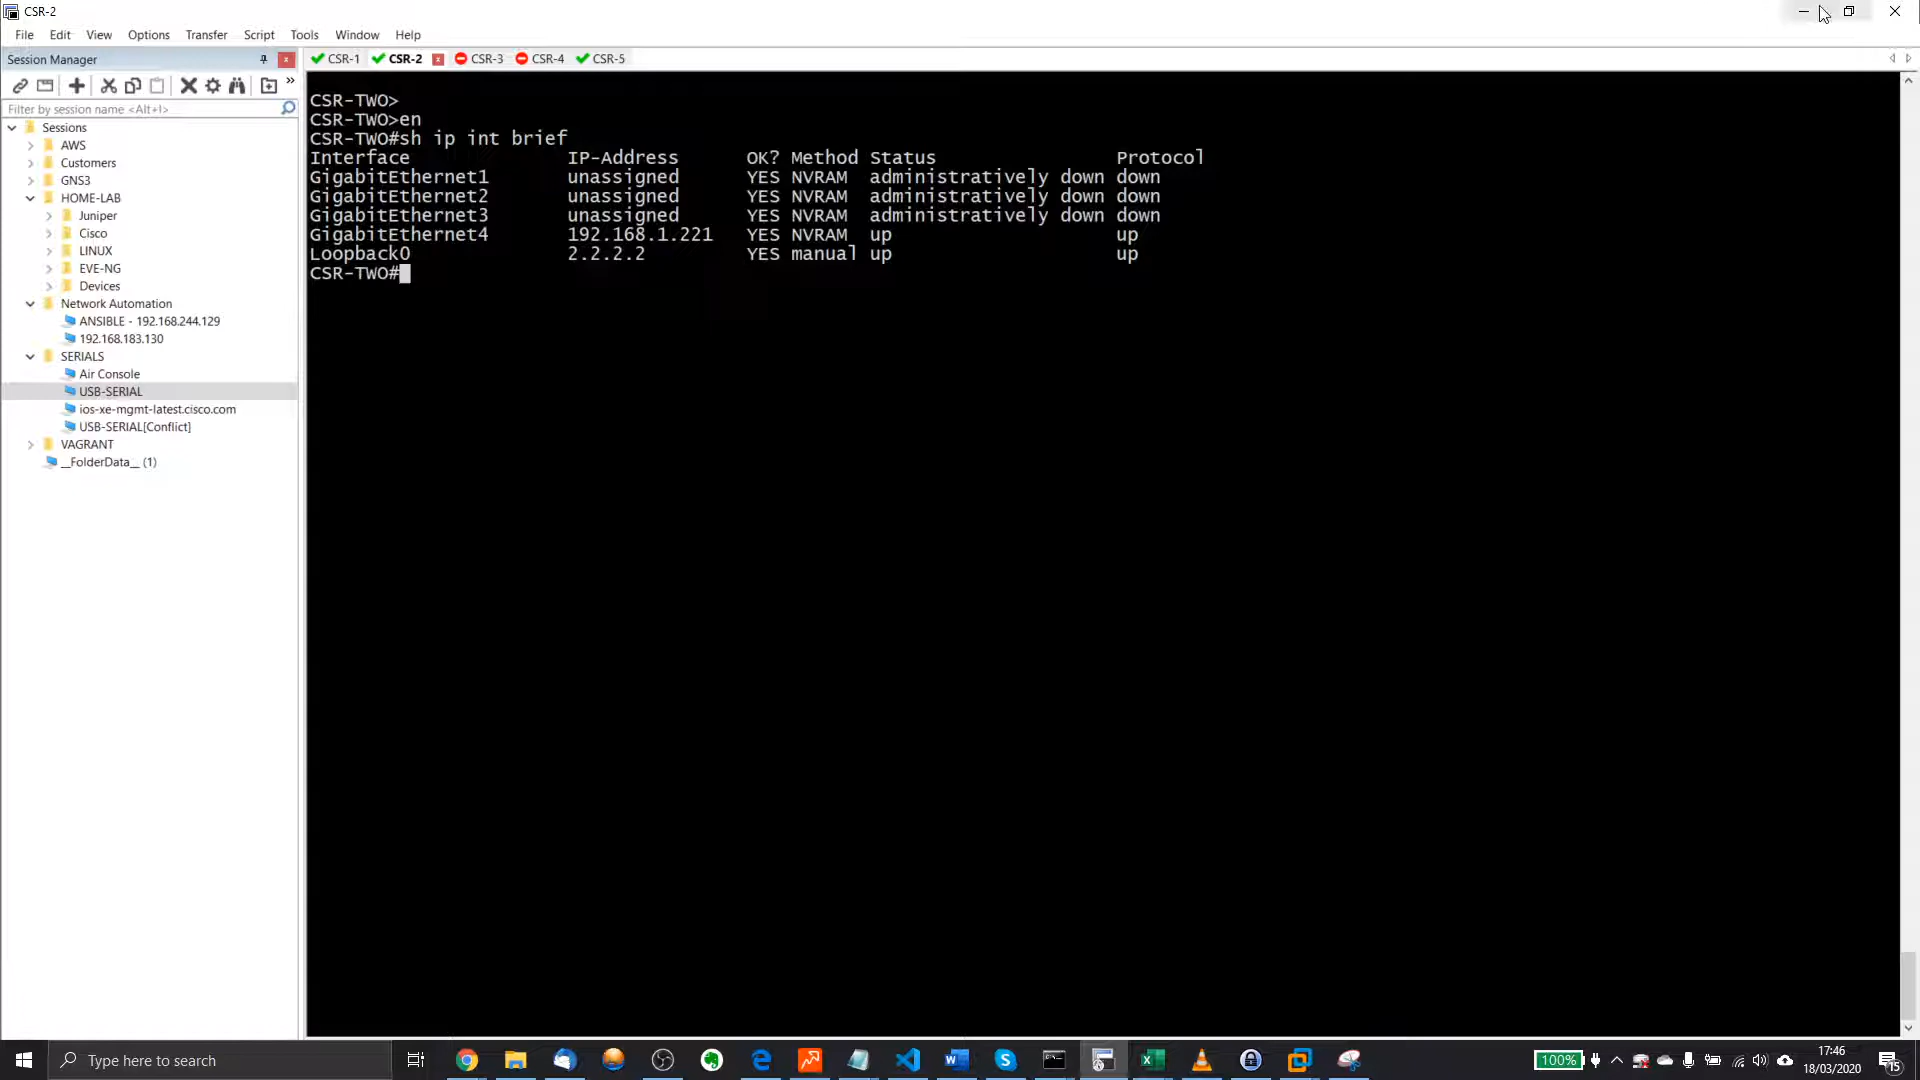 CSR-2
File Edit View Options Transfer Script Tools Window Help
Session Manager
CSR-1 CSR-2 CSR-3 CSR-4 CSR-5
Filter by session name <Alt+I>
Sessions
AWS
Customers
GNS3
HOME-LAB
Juniper
Cisco
LINUX
EVE-NG
Devices
Network Automation
ANSIBLE - 192.168.244.129
192.168.183.130
SERIALS
Air Console
USB-SERIAL
ios-xe-mgmt-latest.cisco.com
USB-SERIAL[Conflict]
VAGRANT
__FolderData__ (1)
CSR-TWO>
CSR-TWO>en
CSR-TWO#sh ip int brief
Interface IP-Address OK? Method Status Protocol
GigabitEthernet1 unassigned YES NVRAM administratively down down
GigabitEthernet2 unassigned YES NVRAM administratively down down
GigabitEthernet3 unassigned YES NVRAM administratively down down
GigabitEthernet4 192.168.1.221 YES NVRAM up up
Loopback0 2.2.2.2 YES manual up up
CSR-TWO#
Type here to search
100%
17:46
18/03/2020
15